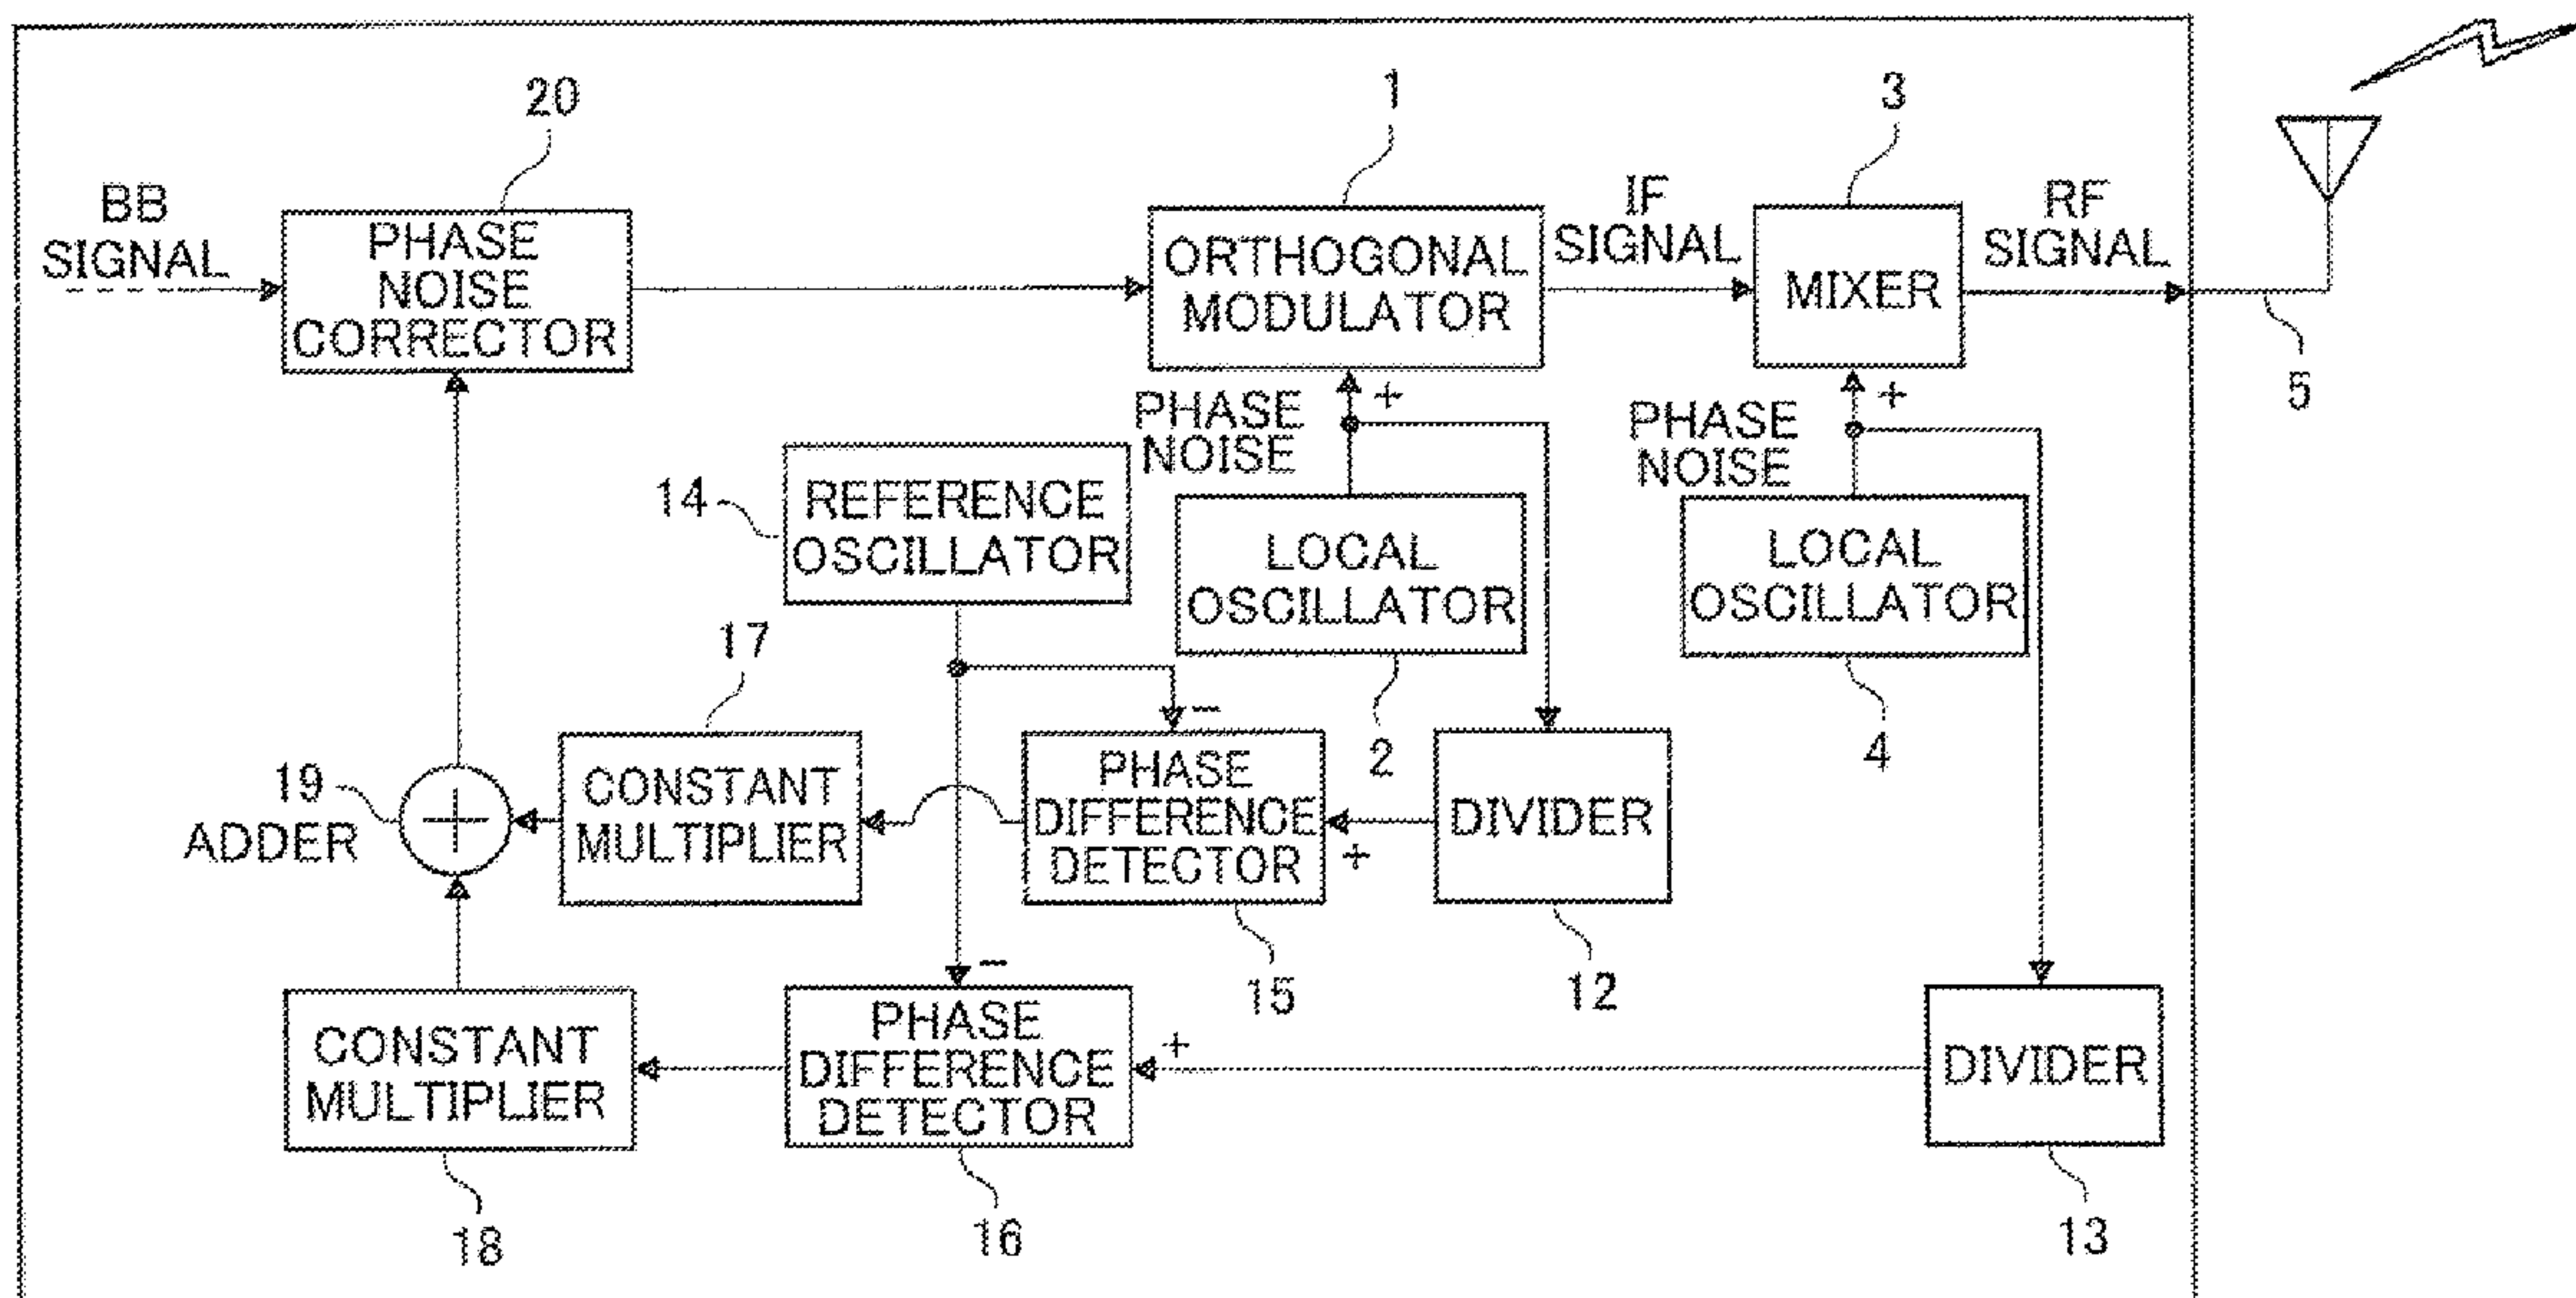 20
1
3
BB
SIGNAL
PHASE
NOISE
CORRECTOR
ORTHOGONAL
MODULATOR
IF
SIGNAL
MIXER
RF
SIGNAL
5
PHASE
NOISE
+
PHASE
NOISE
+
14
REFERENCE
OSCILLATOR
LOCAL
OSCILLATOR
2
LOCAL
OSCILLATOR
4
17
19
ADDER
+
CONSTANT
MULTIPLIER
-
PHASE
DIFFERENCE
DETECTOR
15
+
DIVIDER
12
CONSTANT
MULTIPLIER
18
-
PHASE
DIFFERENCE
DETECTOR
16
+
DIVIDER
13